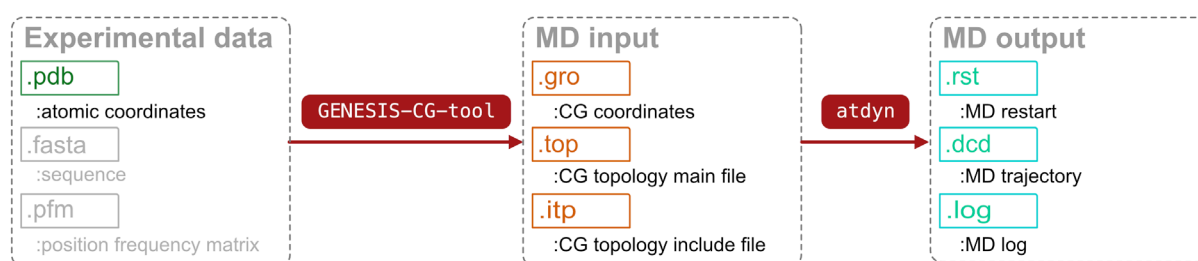 Experimental data
.pdb
:atomic coordinates
.fasta
:sequence
.pfm
:position frequency matrix
GENESIS-CG-tool
MD input
.gro
:CG coordinates
.top
:CG topology main file
.itp
:CG topology include file
atdyn
MD output
.rst
:MD restart
.dcd
:MD trajectory
.log
:MD log